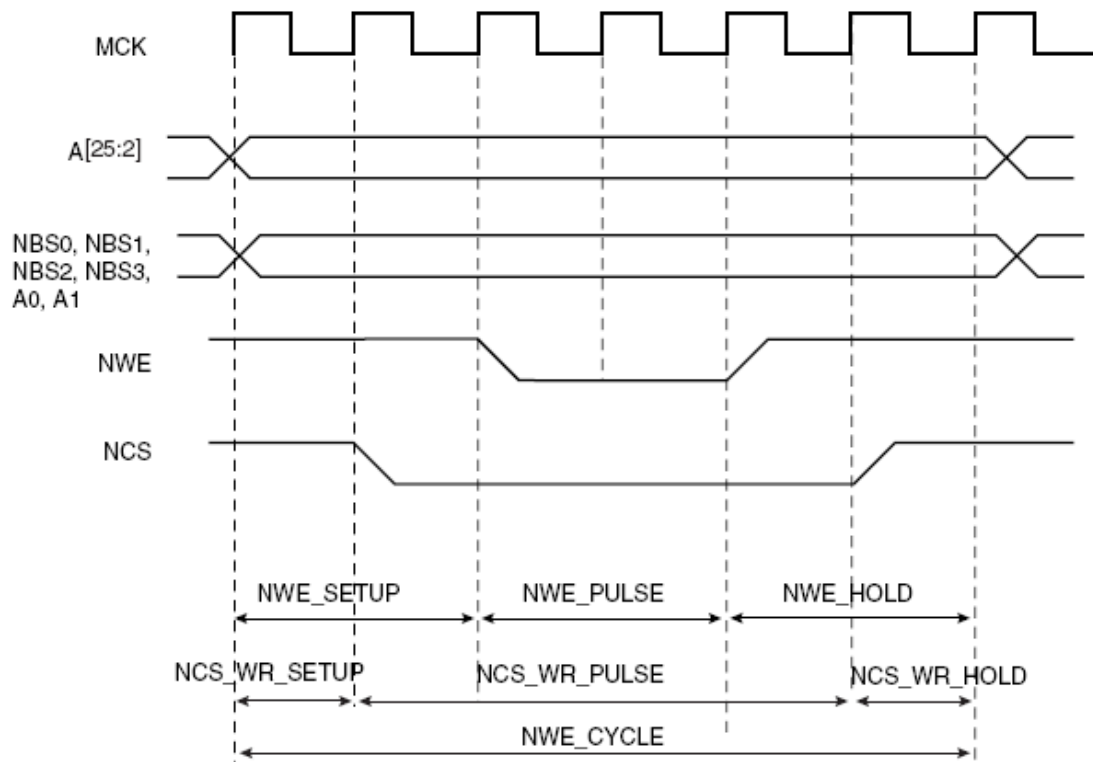 MCK
A[25:2]
NBS0, NBS1,
NBS2, NBS3,
A0, A1
NWE
NCS
NWE_SETUP NWE_PULSE NWE_HOLD
NCS_WR_SETUP NCS_WR_PULSE NCS_WR_HOLD
NWE_CYCLE